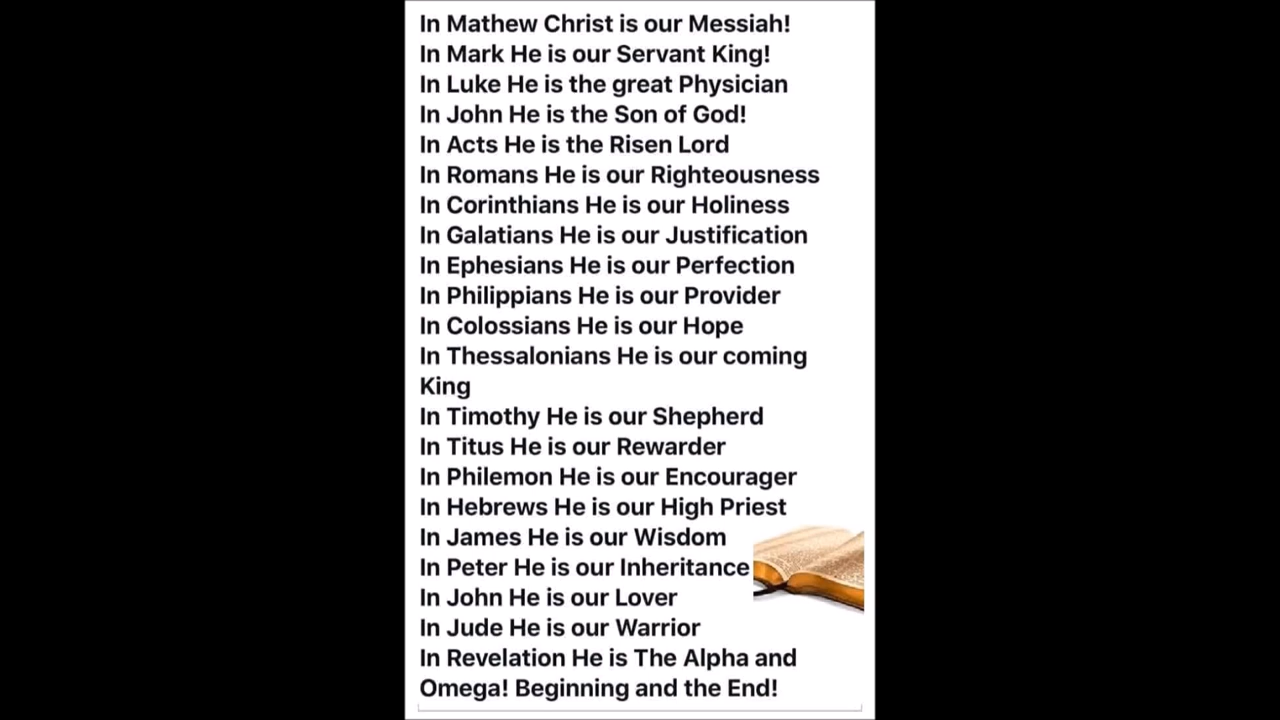 In Mathew Christ is our Messiah!
In Mark He is our Servant King!
In Luke He is the great Physician
In John He is the Son of God!
In Acts He is the Risen Lord
In Romans He is our Righteousness
In Corinthians He is our Holiness
In Galatians He is our Justification
In Ephesians He is our Perfection
In Philippians He is our Provider
In Colossians He is our Hope
In Thessalonians He is our coming
King
In Timothy He is our Shepherd
In Titus He is our Rewarder
In Philemon He is our Encourager
In Hebrews He is our High Priest
In James He is our Wisdom
In Peter He is our Inheritance
In John He is our Lover
In Jude He is our Warrior
In Revelation He is The Alpha and
Omega! Beginning and the End!